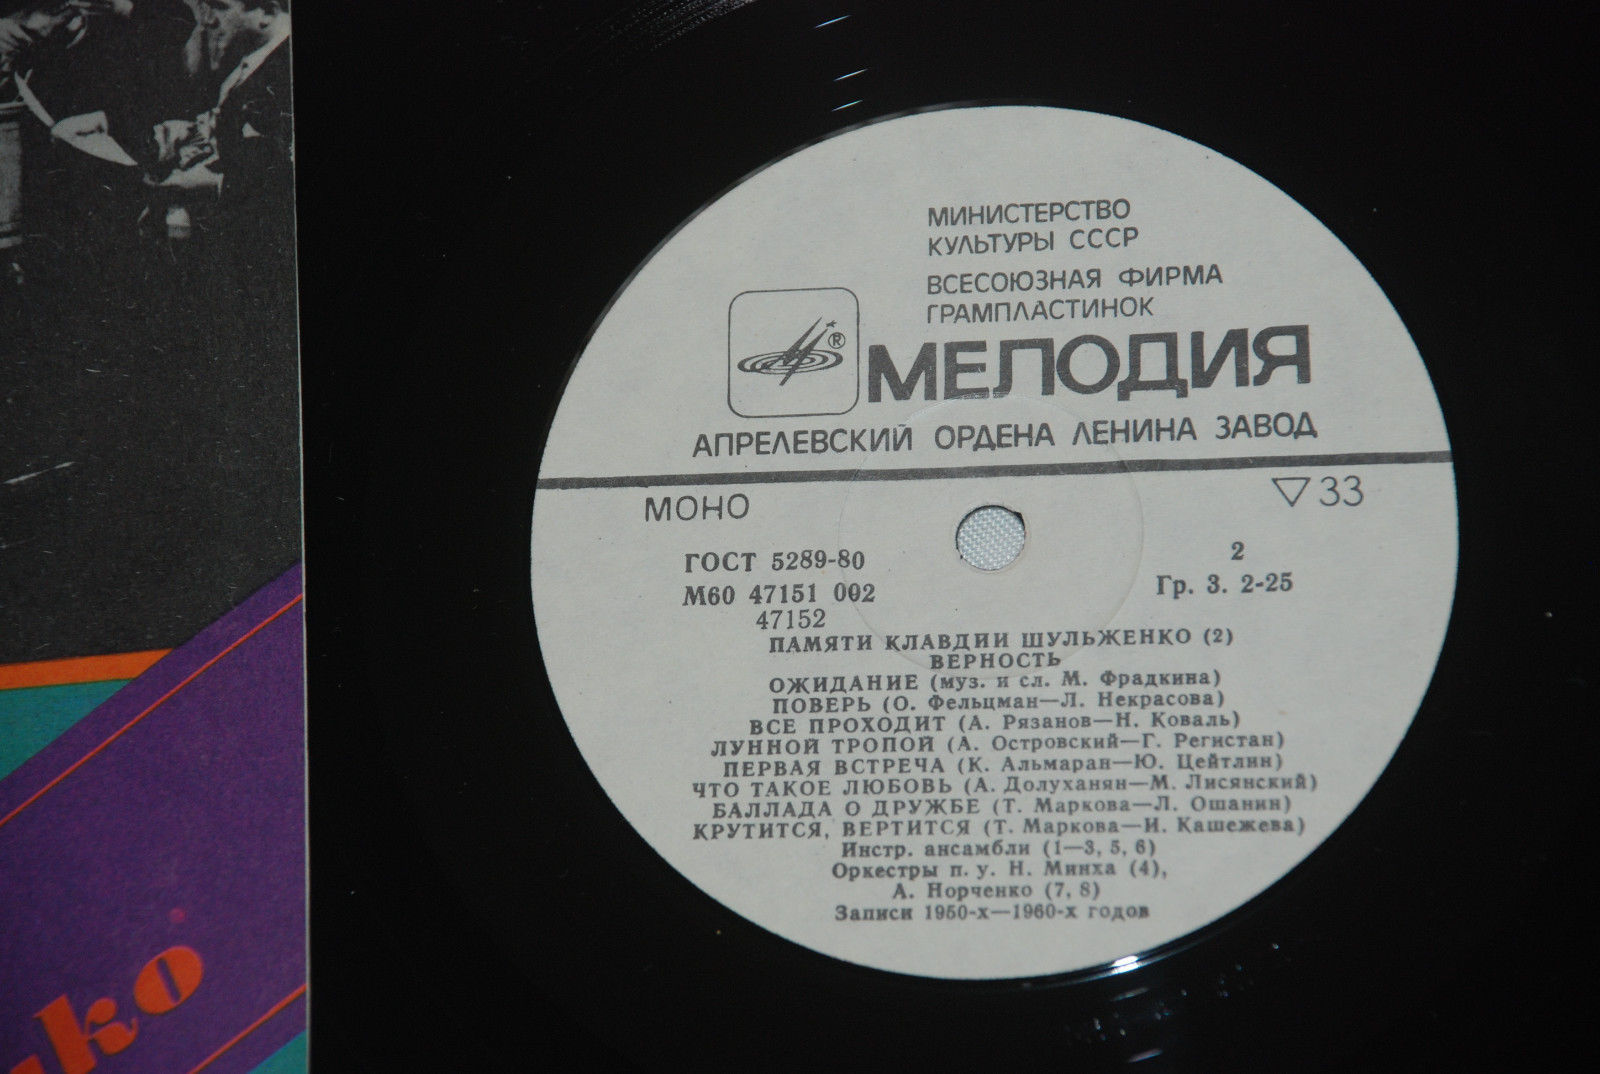 МИНИСТЕРСТВО
КУЛЬТУРЫ СССР
ВСЕСОЮЗНАЯ ФИРМА
ГРАМПЛАСТИНОК
®
МЕЛОДИЯ
АПРЕЛЕВСКИЙ ОРДЕНА ЛЕНИНА ЗАВОД
МОНО
▽33
ГОСТ 5289-80
2
М60 47151 002
Гр. 3. 2-25
47152
ПАМЯТИ КЛАВДИИ ШУЛЬЖЕНКО (2)
ВЕРНОСТЬ
ОЖИДАНИЕ (муз. и сл. М. Фрадкина)
ПОВЕРЬ (О. Фельцман—Л. Некрасова)
ВСЕ ПРОХОДИТ (А. Рязанов—Н. Коваль)
ЛУННОЙ ТРОПОЙ (А. Островский—Г. Регистан)
ПЕРВАЯ ВСТРЕЧА (К. Альмаран—Ю. Цейтлин)
ЧТО ТАКОЕ ЛЮБОВЬ (А. Долуханян—М. Лисянский)
БАЛЛАДА О ДРУЖБЕ (Т. Маркова—Л. Ошанин)
КРУТИТСЯ, ВЕРТИТСЯ (Т. Маркова—И. Кашежева)
Инстр. ансамбли (1—3, 5, 6)
Оркестры п. у. Н. Минха (4),
А. Норченко (7, 8)
Записи 1950-х—1960-х годов
нко